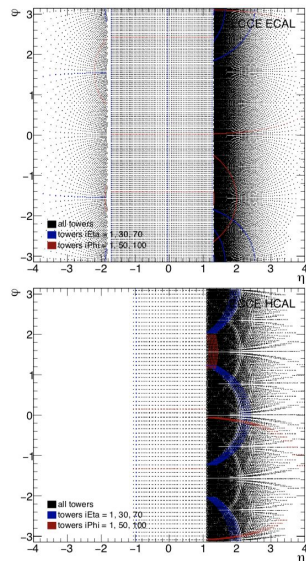 φ
3
2
1
0
−1
−2
−3
CCE ECAL
all towers
towers iEta = 1, 30, 70
towers iPhi = 1, 50, 100
−4 −3 −2 −1 0 1 2 3 4
η
φ
3
2
1
0
−1
−2
−3
CCE HCAL
all towers
towers iEta = 1, 30, 70
towers iPhi = 1, 50, 100
−4 −3 −2 −1 0 1 2 3 4
η